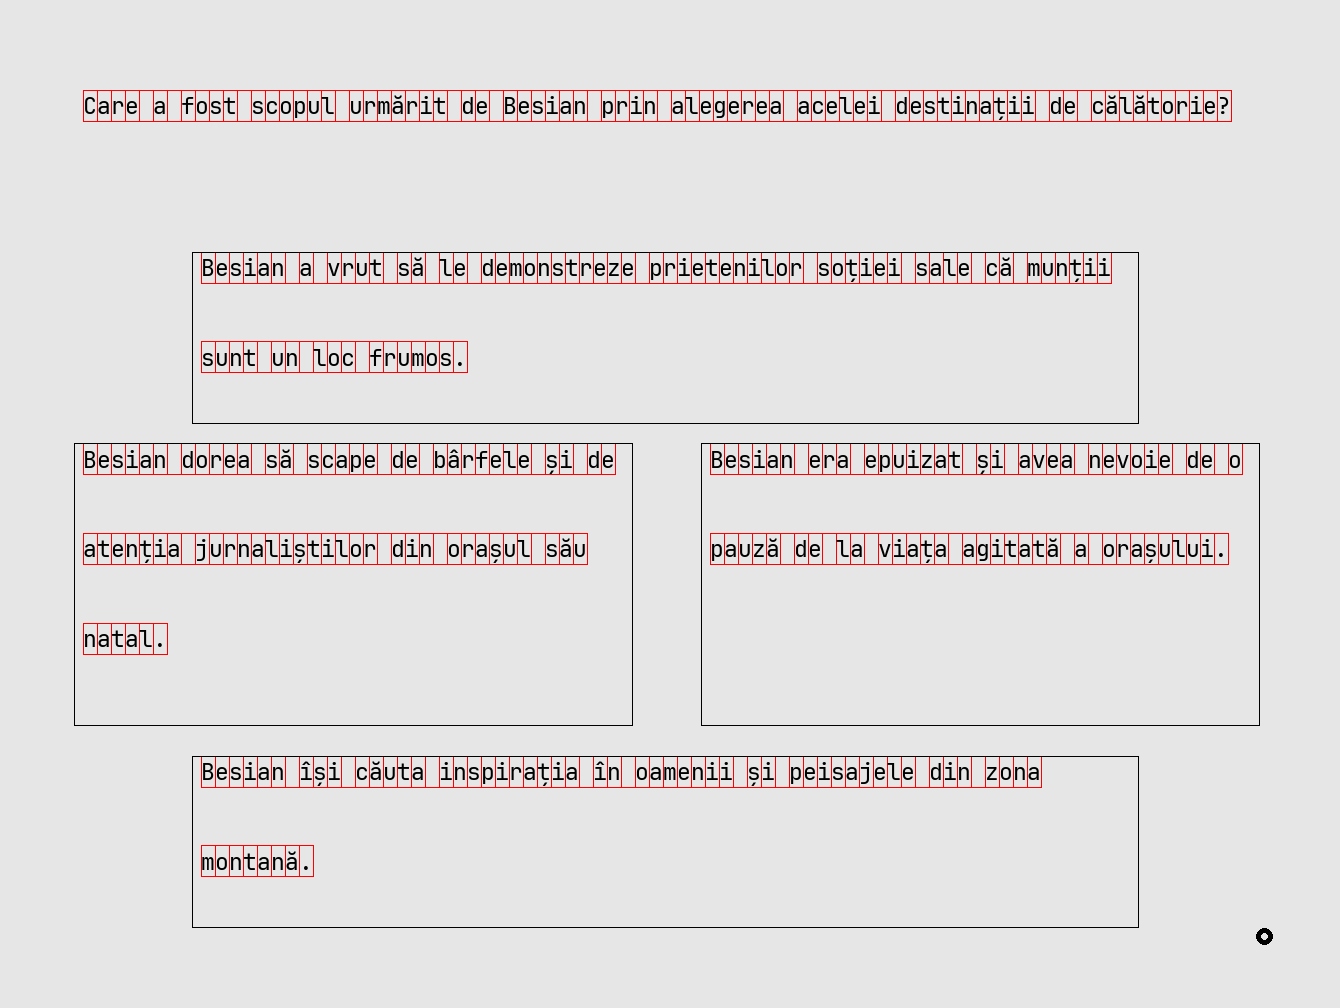 Care a fost scopul urmărit de Besian prin alegerea acelei destinații de călătorie?
Besian a vrut să le demonstreze prietenilor soției sale că munții
sunt un loc frumos.
Besian dorea să scape de bârfele și de
atenția jurnaliștilor din orașul său
natal.
Besian era epuizat și avea nevoie de o
pauză de la viața agitată a orașului.
Besian își căuta inspirația în oamenii și peisajele din zona
montană.